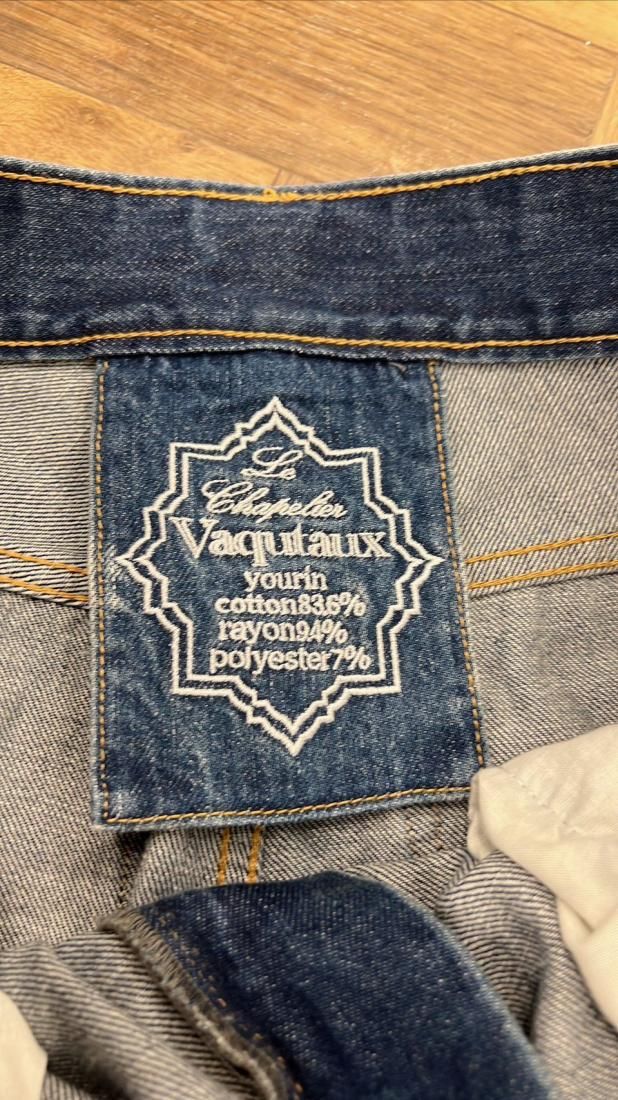 Le
Chapelier
Vaqutaux
yourin
cotton83.6%
rayon9.4%
polyester7%